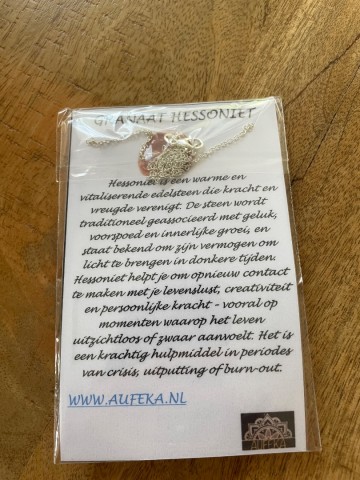 GRANAAT HESSONIET
Hessoniet is een warme en
vitaliserende edelsteen die kracht en
vreugde verenigt. De steen wordt
traditioneel geassocieerd met geluk,
voorspoed en innerlijke groei, en
staat bekend om zijn vermogen om
licht te brengen in donkere tijden.
Hessoniet helpt je om opnieuw contact
te maken met je levenslust, creativiteit
en persoonlijke kracht – vooral op
momenten waarop het leven
uitzichtloos of zwaar aanvoelt. Het is
een krachtig hulpmiddel in periodes
van crisis, uitputting of burn-out.
WWW.AUFEKA.NL
AUFEKA